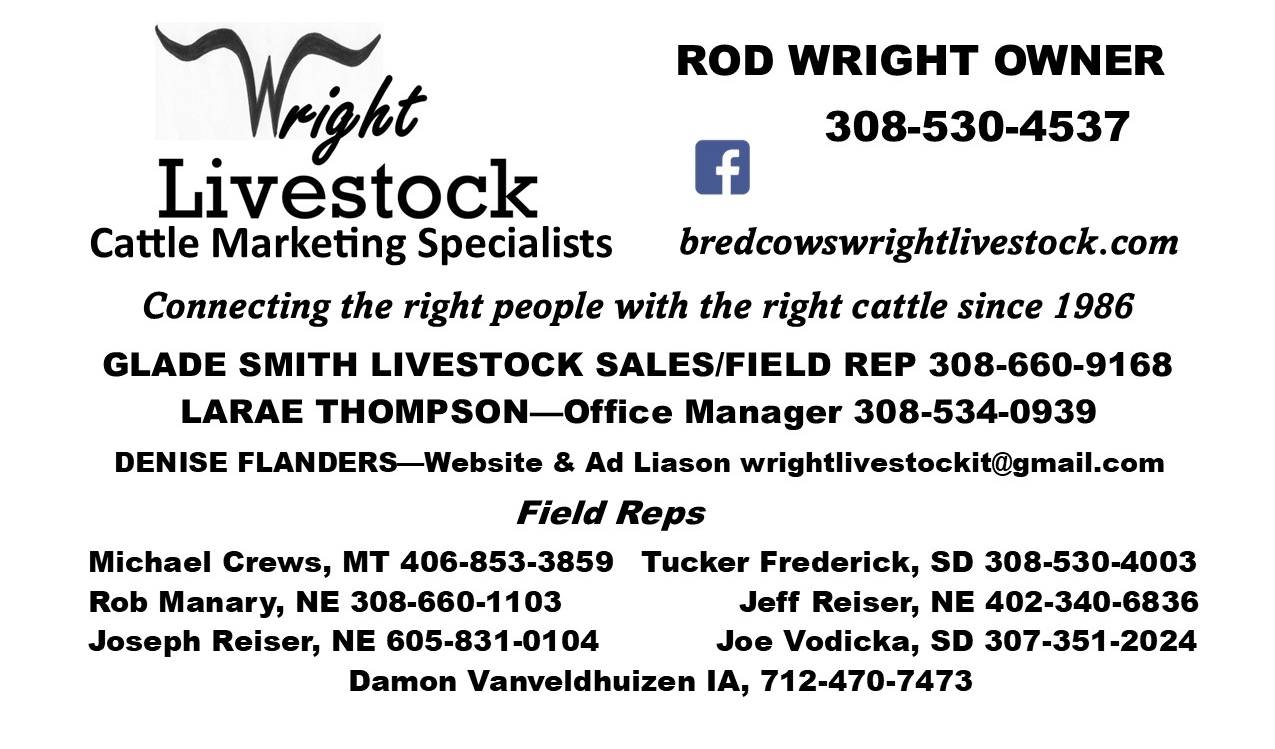 Wright
Livestock
Cattle Marketing Specialists
ROD WRIGHT OWNER
308-530-4537
f
bredcowswrightlivestock.com
Connecting the right people with the right cattle since 1986
GLADE SMITH LIVESTOCK SALES/FIELD REP 308-660-9168
LARAE THOMPSON—Office Manager 308-534-0939
DENISE FLANDERS—Website & Ad Liason wrightlivestockit@gmail.com
Field Reps
Michael Crews, MT 406-853-3859 Tucker Frederick, SD 308-530-4003
Rob Manary, NE 308-660-1103 Jeff Reiser, NE 402-340-6836
Joseph Reiser, NE 605-831-0104 Joe Vodicka, SD 307-351-2024
Damon Vanveldhuizen IA, 712-470-7473